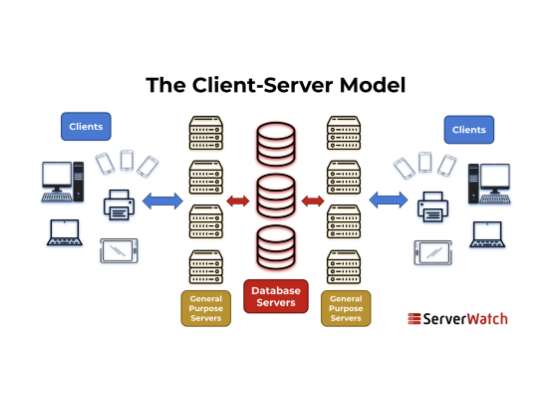 The Client-Server Model
Clients
Clients
General
Purpose
Servers
Database
Servers
General
Purpose
Servers
ServerWatch